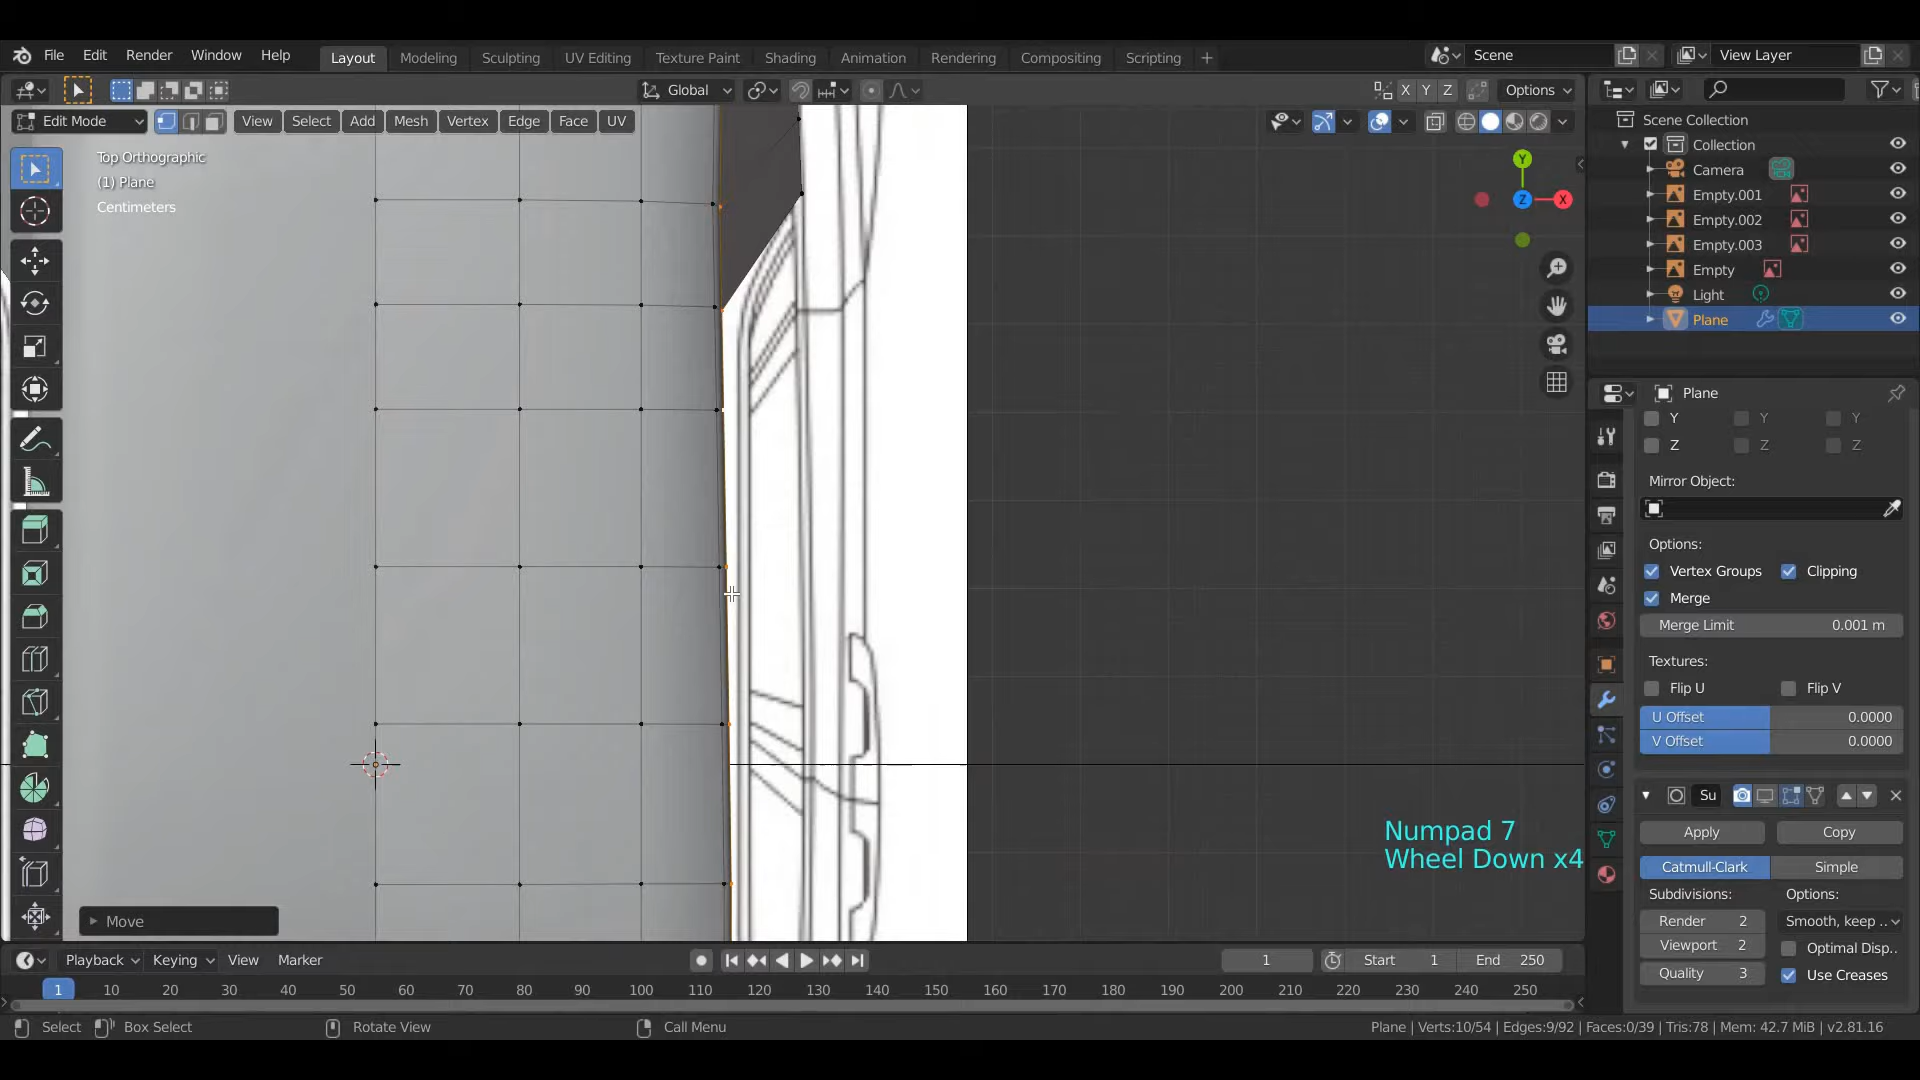 File Edit Render Window Help Layout Modeling Sculpting UV Editing Texture Paint Shading Animation Rendering Compositing Scripting + Scene View Layer
Global X Y Z Options
Edit Mode View Select Add Mesh Vertex Edge Face UV
Top Orthographic
(1) Plane
Centimeters
Y
Z
X
Scene Collection
Collection
Camera
Empty.001
Empty.002
Empty.003
Empty
Light
Plane
Plane
Y Y Y
Z Z Z
Mirror Object:
Options:
Vertex Groups Clipping
Merge
Merge Limit 0.001 m
Textures:
Flip U Flip V
U Offset 0.0000
V Offset 0.0000
Su
Apply Copy
Catmull-Clark Simple
Subdivisions: Options:
Render 2 Smooth, keep ..
Viewport 2 Optimal Disp..
Quality 3 Use Creases
Numpad 7
Wheel Down x4
Move
Playback Keying View Marker 1 Start 1 End 250
1 10 20 30 40 50 60 70 80 90 100 110 120 130 140 150 160 170 180 190 200 210 220 230 240 250
Select Box Select Rotate View Call Menu Plane | Verts:10/54 | Edges:9/92 | Faces:0/39 | Tris:78 | Mem: 42.7 MiB | v2.81.16